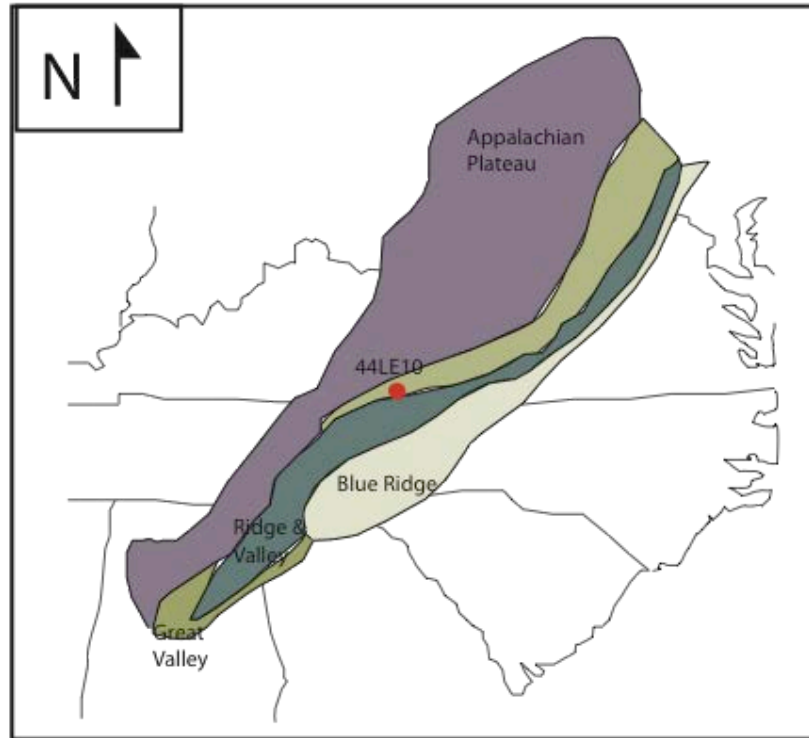 N
Appalachian
Plateau
44LE10
Blue Ridge
Ridge &
Valley
Great
Valley